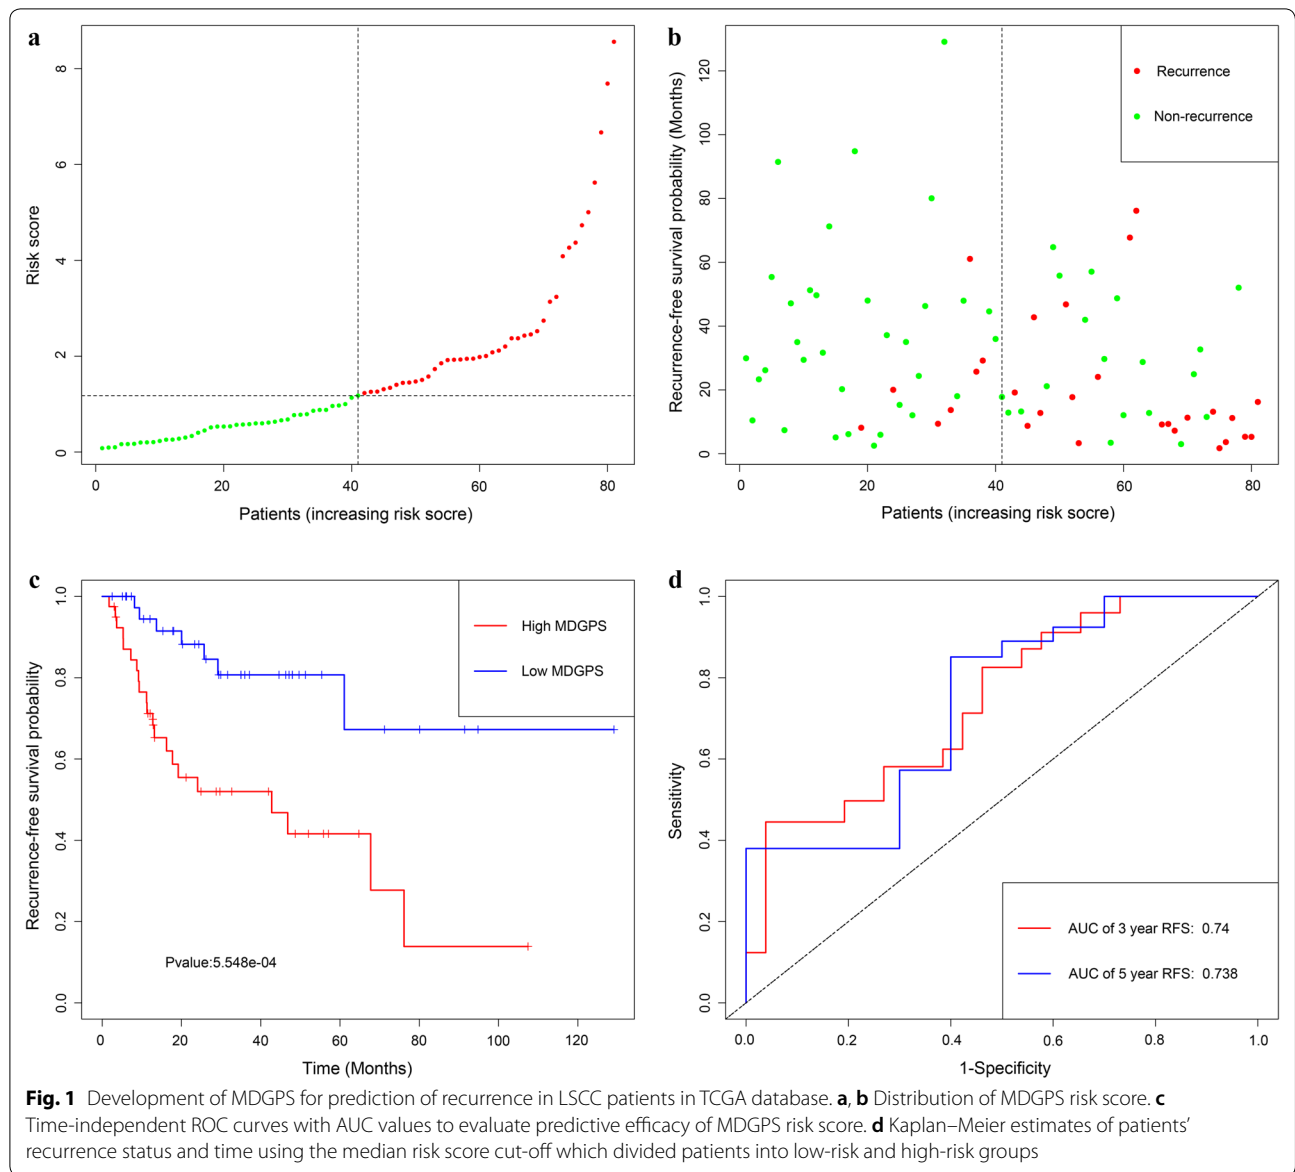 a
Risk score
8
6
4
2
0
0 20 40 60 80
Patients (increasing risk socre)
b
Recurrence-free survival probability (Months)
120
100
80
60
40
20
0
Recurrence
Non-recurrence
0 20 40 60 80
Patients (increasing risk socre)
c
Recurrence-free survival probability
1.0
0.8
0.6
0.4
0.2
0.0
High MDGPS
Low MDGPS
Pvalue:5.548e-04
0 20 40 60 80 100 120
Time (Months)
d
Sensitivity
1.0
0.8
0.6
0.4
0.2
0.0
AUC of 3 year RFS: 0.74
AUC of 5 year RFS: 0.738
0.0 0.2 0.4 0.6 0.8 1.0
1-Specificity
Fig. 1 Development of MDGPS for prediction of recurrence in LSCC patients in TCGA database. a, b Distribution of MDGPS risk score. c
Time-independent ROC curves with AUC values to evaluate predictive efficacy of MDGPS risk score. d Kaplan–Meier estimates of patients’
recurrence status and time using the median risk score cut-off which divided patients into low-risk and high-risk groups